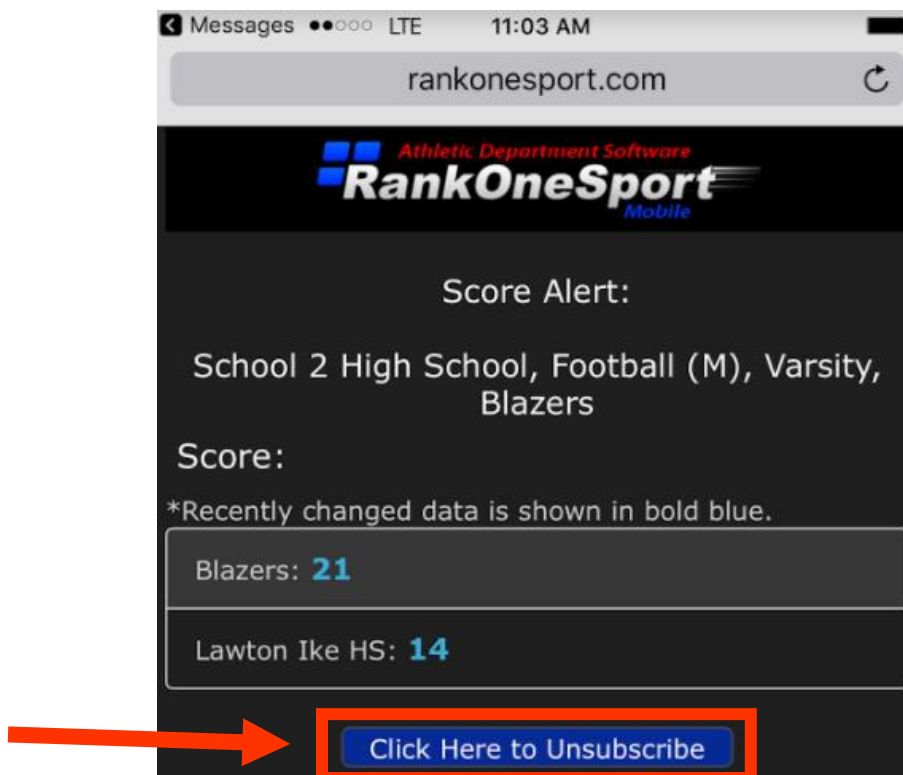 Messages LTE 11:03 AM
rankonesport.com
Athletic Department Software
RankOneSport
Mobile
Score Alert:
School 2 High School, Football (M), Varsity,
Blazers
Score:
*Recently changed data is shown in bold blue.
Blazers: 21
Lawton Ike HS: 14
Click Here to Unsubscribe